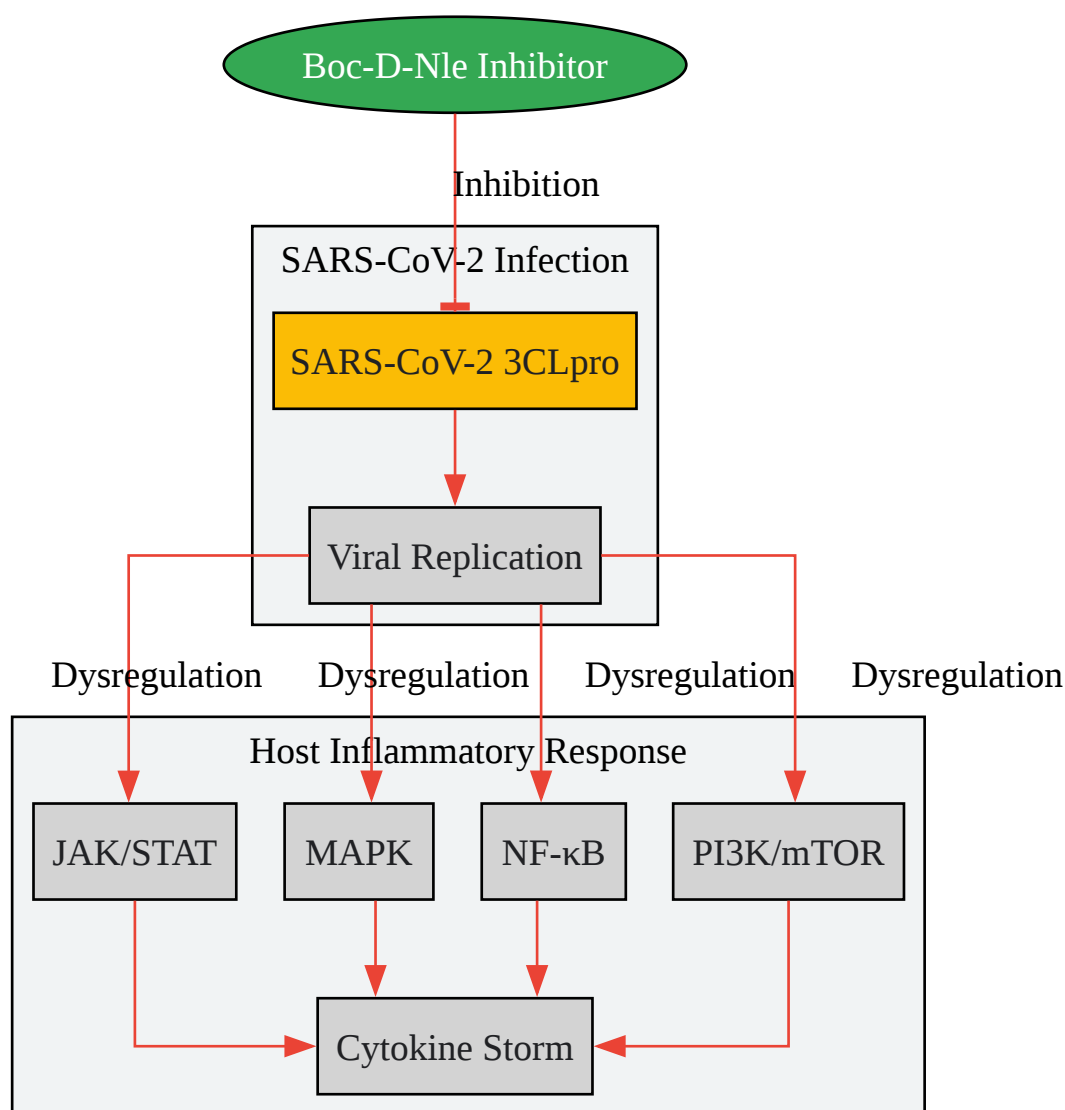 Boc-D-Nle Inhibitor
Inhibition
SARS-CoV-2 Infection
SARS-CoV-2 3CLpro
Viral Replication
Dysregulation Dysregulation Dysregulation Dysregulation
Host Inflammatory Response
JAK/STAT MAPK NF-κB PI3K/mTOR
Cytokine Storm